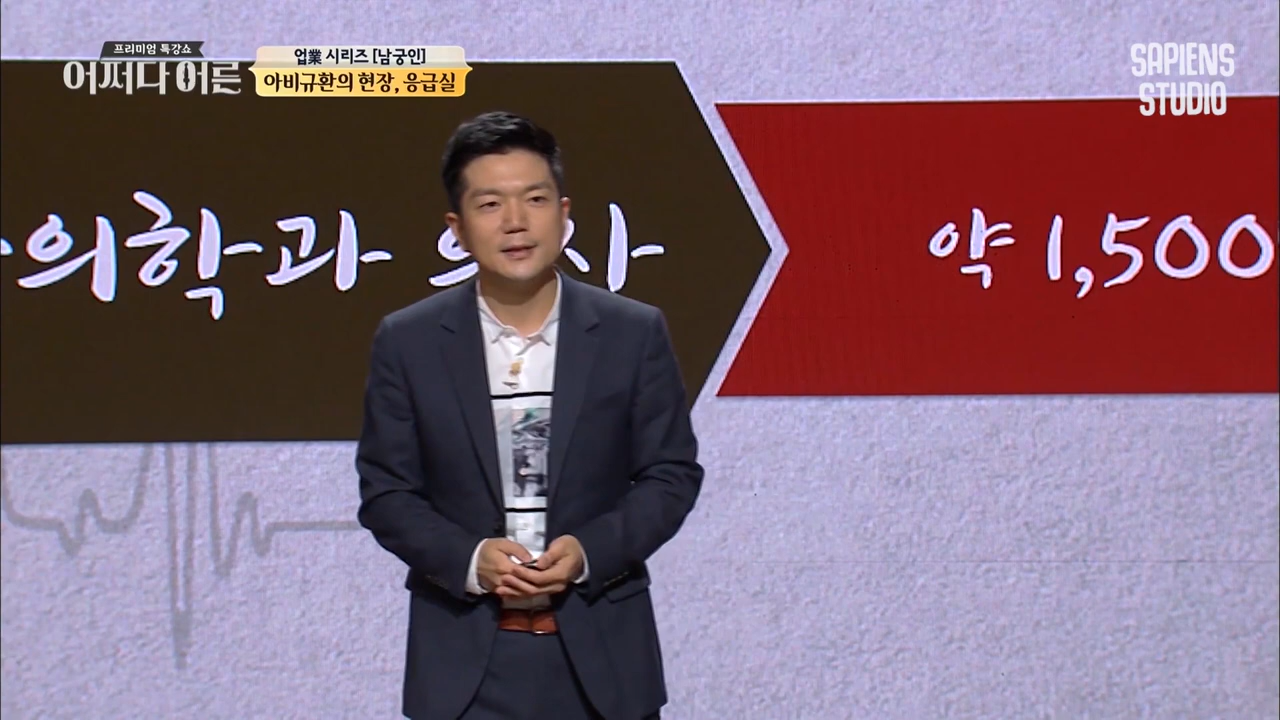 프리미엄 특강쇼
어쩌다 어른
업業 시리즈 [남궁인]
아비규환의 현장, 응급실
SAPIENS
STUDIO
의학과 의사
약 1,500